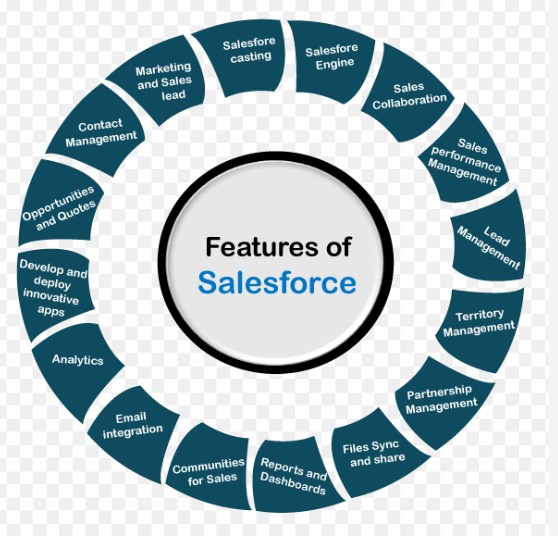 Features of
Salesforce
Salesfore
casting
Salesfore
Engine
Sales
Collaboration
Sales
performance
Management
Lead
Management
Territory
Management
Partnership
Management
Files Sync
and share
Reports and
Dashboards
Communities
for Sales
Email
integration
Analytics
Develop and
deploy
innovative
apps
Opportunities
and Quotes
Contact
Management
Marketing
and Sales
lead